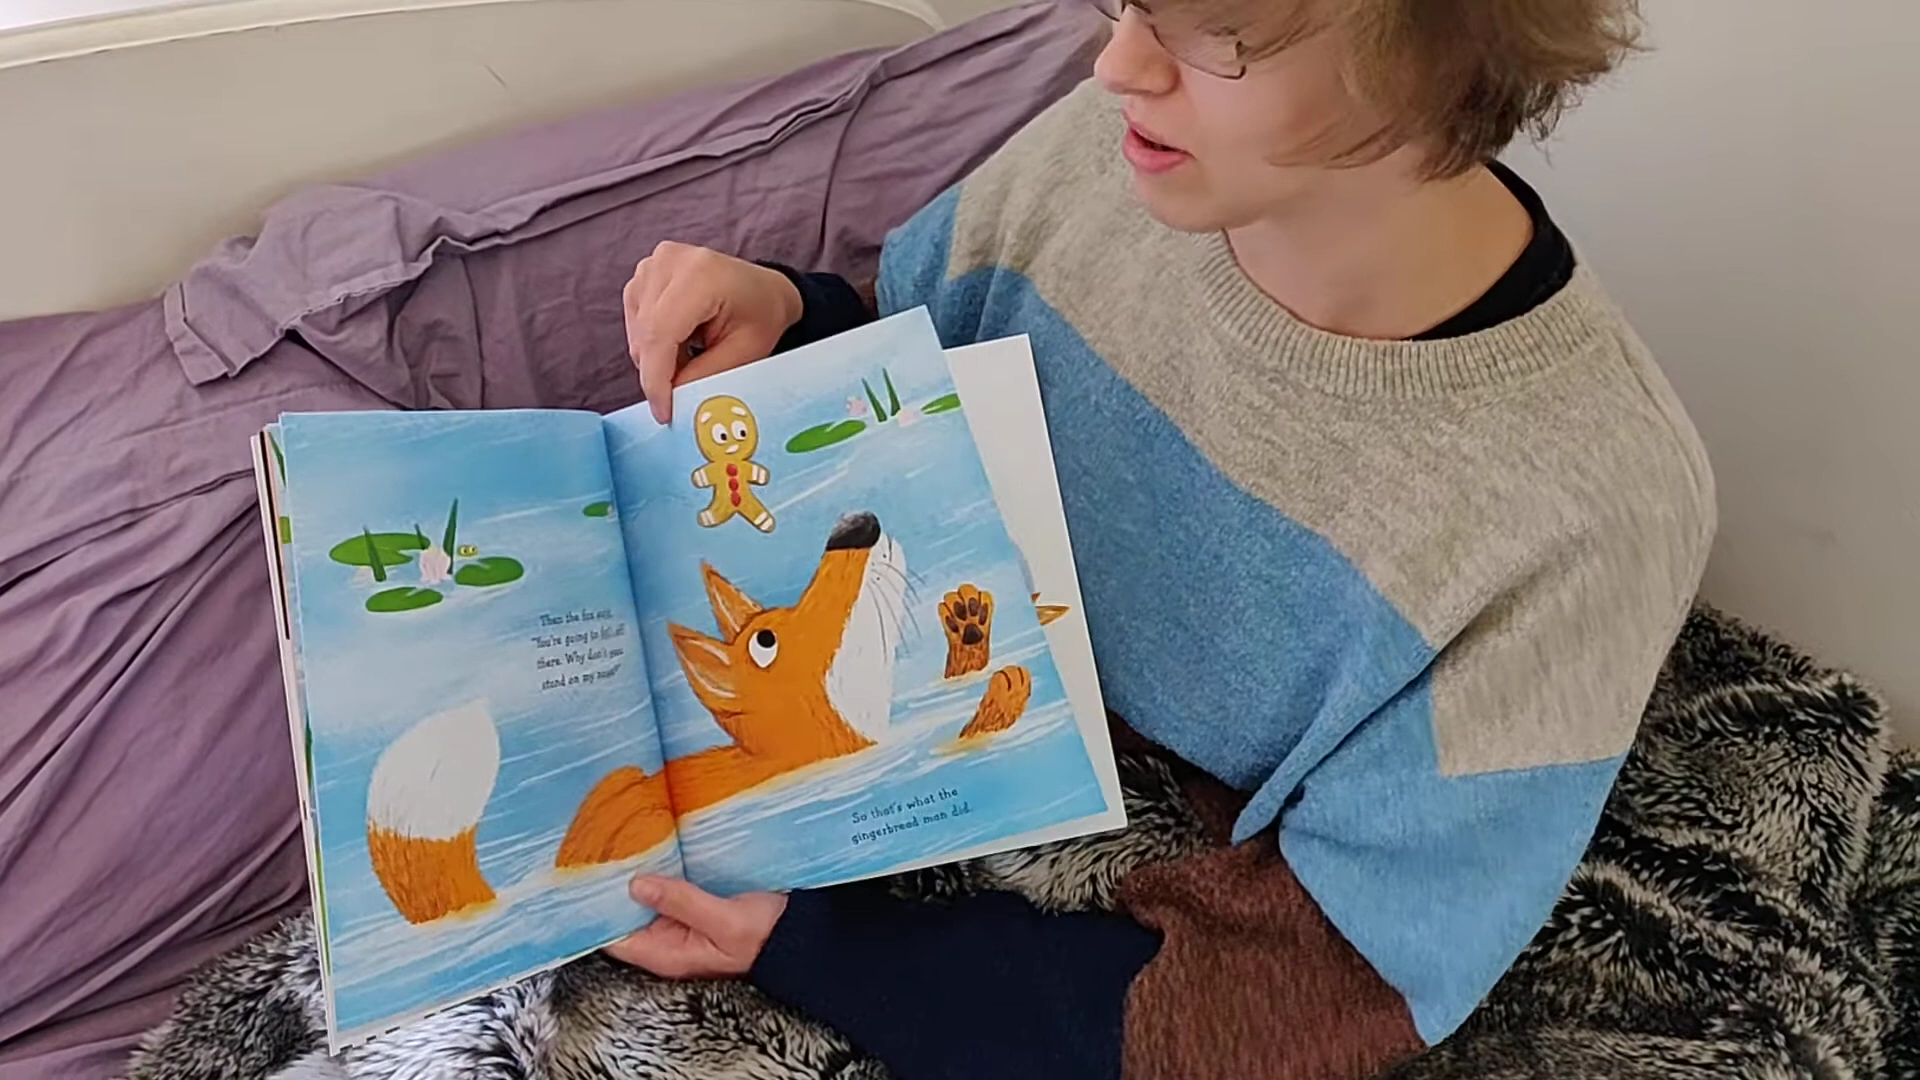 Then the fox says,
"You're going to fall off
there. Why don't you
stand on my nose?"
So that's what the
gingerbread man did.